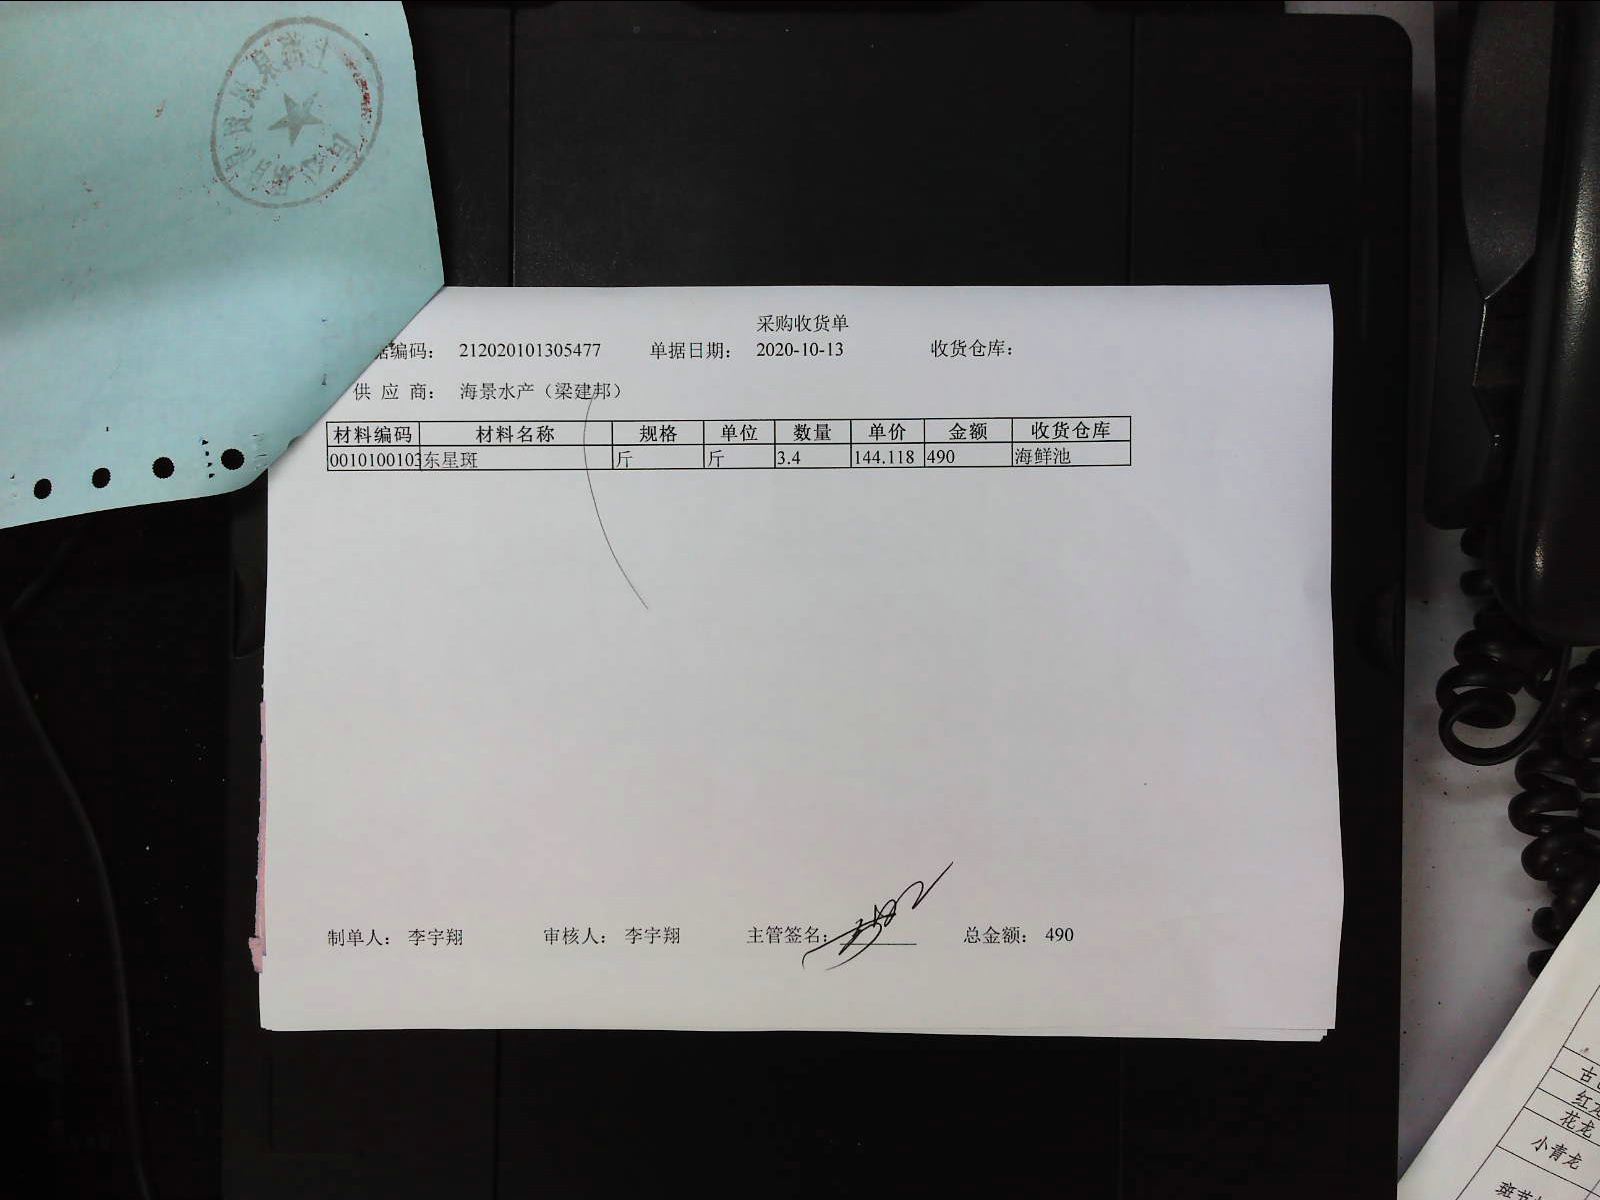 采购收货单
据编码： 212020101305477 单据日期： 2020-10-13 收货仓库：
供 应 商： 海景水产（梁建邦）
材料编码 材料名称 规格 单位 数量 单价 金额 收货仓库
0010100103 东星斑 斤 斤 3.4 144.118 490 海鲜池
制单人： 李宇翔 审核人： 李宇翔 主管签名： 总金额： 490
花龙
小青龙